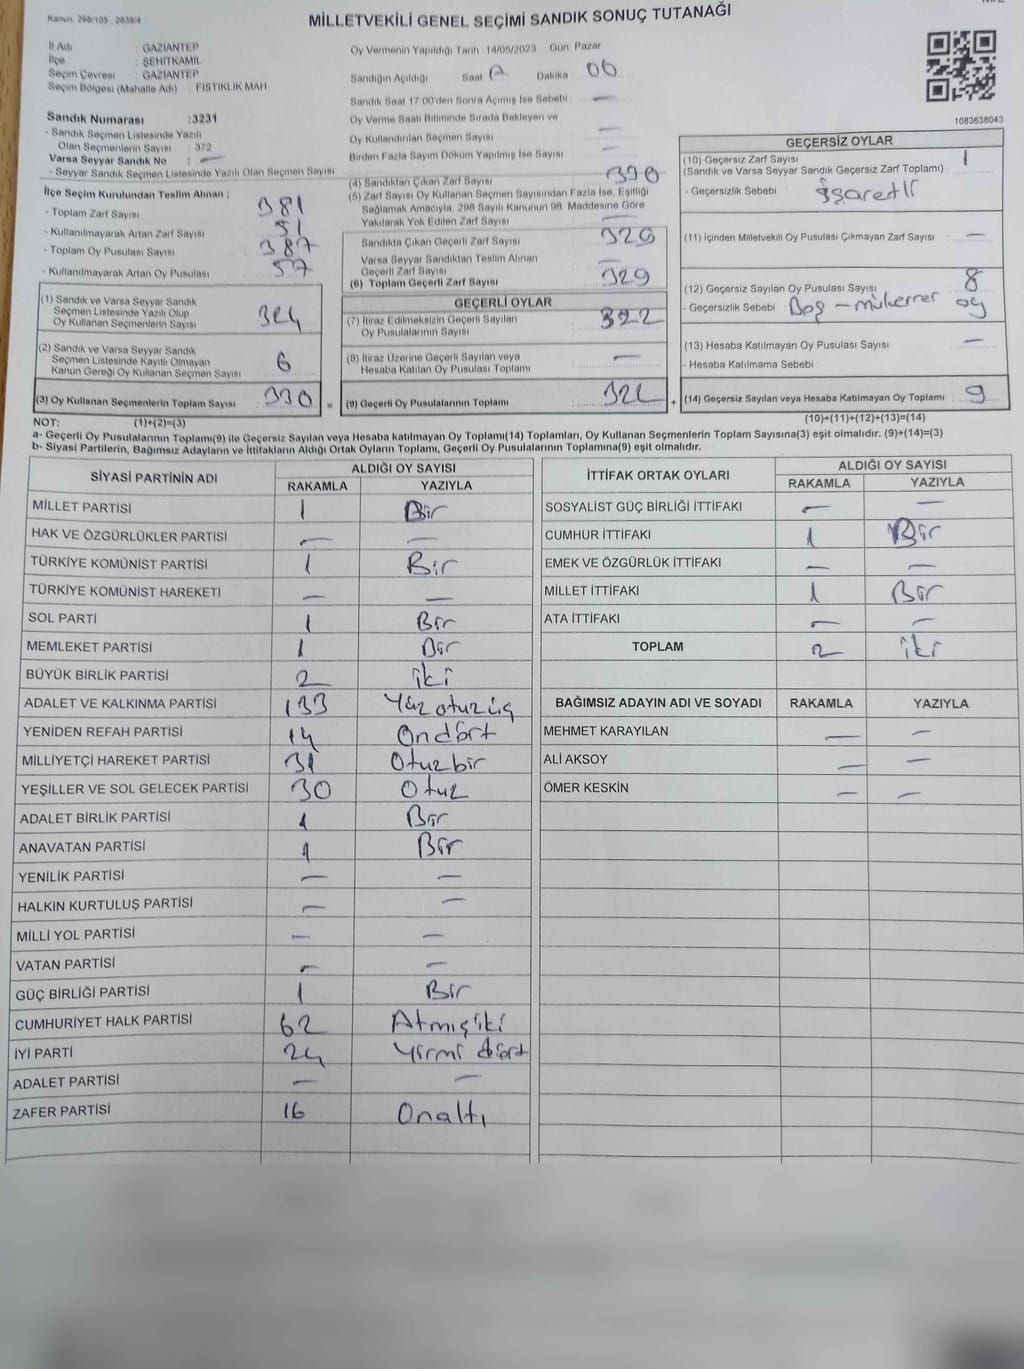 Kanun. 298/105 , 2839/4
MİLLETVEKİLİ GENEL SEÇİMİ SANDIK SONUÇ TUTANAĞI
İl Adı : GAZİANTEP
İlçe : ŞEHİTKAMİL
Seçim Çevresi : GAZİANTEP
Seçim Bölgesi (Mahalle Adı) : FISTIKLIK MAH
Sandık Numarası :3231
- Sandık Seçmen Listesinde Yazılı
Olan Seçmenlerin Sayısı : 372
Varsa Seyyar Sandık No : —
- Seyyar Sandık Seçmen Listesinde Yazılı Olan Seçmen Sayısı:
Oy Vermenin Yapıldığı Tarih :14/05/2023 Gün: Pazar
Sandığın Açıldığı Saat Dakika 00
Sandık Saat 17:00'den Sonra Açımış İse Sebebi : —
Oy Verme Saati Bitiminde Sırada Bekleyen ve
Oy Kullandırılan Seçmen Sayısı : —
Birden Fazla Sayım Döküm Yapılmış İse Sayısı : —
1083638043
İlçe Seçim Kurulundan Teslim Alınan ;
- Toplam Zarf Sayısı : 381
- Kullanılmayarak Artan Zarf Sayısı : 51
- Toplam Oy Pusulası Sayısı : 387
- Kullanılmayarak Artan Oy Pusulası : 57
(1) Sandık ve Varsa Seyyar Sandık
Seçmen Listesinde Yazılı Olup
Oy Kullanan Seçmenlerin Sayısı : 324
(2) Sandık ve Varsa Seyyar Sandık
Seçmen Listesinde Kayıtlı Olmayan
Kanun Gereği Oy Kullanan Seçmen Sayısı : 6
(3) Oy Kullanan Seçmenlerin Toplam Sayısı : 330 =
(4) Sandıktan Çıkan Zarf Sayısı : 330
(5) Zarf Sayısı Oy Kullanan Seçmen Sayısından Fazla İse, Eşitliği
Sağlamak Amacıyla, 298 Sayılı Kanunun 98. Maddesine Göre
Yakılarak Yok Edilen Zarf Sayısı : —
Sandıkta Çıkan Geçerli Zarf Sayısı : 329
Varsa Seyyar Sandıktan Teslim Alınan
Geçerli Zarf Sayısı : —
(6) Toplam Geçerli Zarf Sayısı : 329
GEÇERLİ OYLAR
(7) İtiraz Edilmeksizin Geçerli Sayılan
Oy Pusulalarının Sayısı : 322
(8) İtiraz Üzerine Geçerli Sayılan veya
Hesaba Katılan Oy Pusulası Toplamı : —
(9) Geçerli Oy Pusulalarının Toplamı : 321 +
GEÇERSİZ OYLAR
(10) Geçersiz Zarf Sayısı : 1
(Sandık ve Varsa Seyyar Sandık Geçersiz Zarf Toplamı)
- Geçersizlik Sebebi : İşaretli
(11) İçinden Milletvekili Oy Pusulası Çıkmayan Zarf Sayısı : —
(12) Geçersiz Sayılan Oy Pusulası Sayısı : 8
- Geçersizlik Sebebi Boş – mükerrer oy
(13) Hesaba Katılmayan Oy Pusulası Sayısı : —
- Hesaba Katılmama Sebebi :
(14) Geçersiz Sayılan veya Hesaba Katılmayan Oy Toplamı : 9
NOT: (1)+(2)=(3) (10)+(11)+(12)+(13)=(14)
a- Geçerli Oy Pusulalarının Toplamı(9) ile Geçersiz Sayılan veya Hesaba katılmayan Oy Toplamı(14) Toplamları, Oy Kullanan Seçmenlerin Toplam Sayısına(3) eşit olmalıdır. (9)+(14)=(3)
b- Siyasi Partilerin, Bağımsız Adayların ve İttifakların Aldığı Ortak Oyların Toplamı, Geçerli Oy Pusulalarının Toplamına(9) eşit olmalıdır.
SİYASİ PARTİNİN ADI ALDIĞI OY SAYISI
RAKAMLA YAZIYLA
MİLLET PARTİSİ 1 Bir
HAK VE ÖZGÜRLÜKLER PARTİSİ — —
TÜRKİYE KOMÜNİST PARTİSİ 1 Bir
TÜRKİYE KOMÜNİST HAREKETİ — —
SOL PARTİ 1 Bir
MEMLEKET PARTİSİ 1 Bir
BÜYÜK BİRLİK PARTİSİ 2 iki
ADALET VE KALKINMA PARTİSİ 133 Yüzotuzüç
YENİDEN REFAH PARTİSİ 14 Ondört
MİLLİYETÇİ HAREKET PARTİSİ 31 Otuzbir
YEŞİLLER VE SOL GELECEK PARTİSİ 30 Otuz
ADALET BİRLİK PARTİSİ 1 Bir
ANAVATAN PARTİSİ 1 Bir
YENİLİK PARTİSİ — —
HALKIN KURTULUŞ PARTİSİ — —
MİLLİ YOL PARTİSİ — —
VATAN PARTİSİ — —
GÜÇ BİRLİĞİ PARTİSİ 1 Bir
CUMHURİYET HALK PARTİSİ 62 Atmışiki
İYİ PARTİ 24 Yirmi dört
ADALET PARTİSİ — —
ZAFER PARTİSİ 16 Onaltı
İTTİFAK ORTAK OYLARI ALDIĞI OY SAYISI
RAKAMLA YAZIYLA
SOSYALİST GÜÇ BİRLİĞİ İTTİFAKI — —
CUMHUR İTTİFAKI 1 Bir
EMEK VE ÖZGÜRLÜK İTTİFAKI — —
MİLLET İTTİFAKI 1 Bir
ATA İTTİFAKI — —
TOPLAM 2 iki
BAĞIMSIZ ADAYIN ADI VE SOYADI RAKAMLA YAZIYLA
MEHMET KARAYILAN — —
ALİ AKSOY — —
ÖMER KESKİN — —